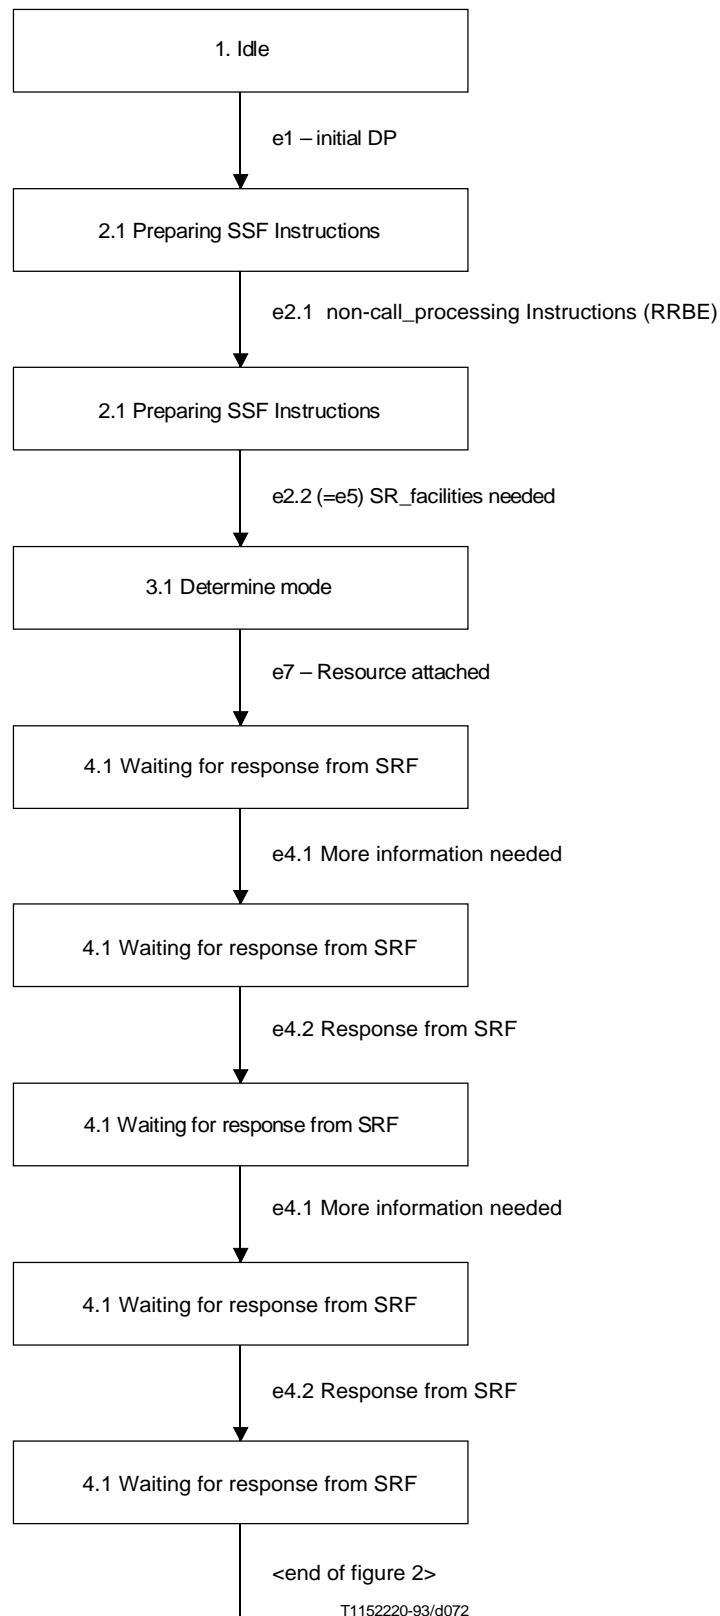 1. Idle
e1 – initial DP
2.1 Preparing SSF Instructions
e2.1 non-call_processing Instructions (RRBE)
2.1 Preparing SSF Instructions
e2.2 (=e5) SR_facilities needed
3.1 Determine mode
e7 – Resource attached
4.1 Waiting for response from SRF
e4.1 More information needed
4.1 Waiting for response from SRF
e4.2 Response from SRF
4.1 Waiting for response from SRF
e4.1 More information needed
4.1 Waiting for response from SRF
e4.2 Response from SRF
4.1 Waiting for response from SRF
<end of figure 2>
T1152220-93/d072